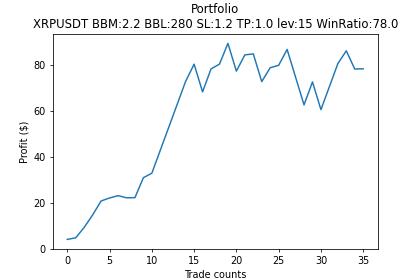 Portfolio
XRPUSDT BBM:2.2 BBL:280 SL:1.2 TP:1.0 lev:15 WinRatio:78.0
Profit ($)
80
60
40
20
0
0 5 10 15 20 25 30 35
Trade counts